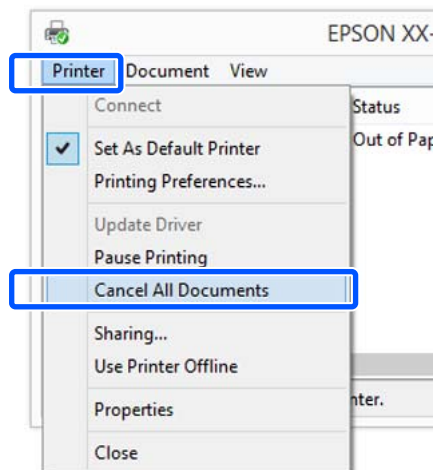 EPSON XX-
Printer Document View
Connect
Status
Set As Default Printer
Out of Pap
Printing Preferences...
Update Driver
Pause Printing
Cancel All Documents
Sharing...
Use Printer Offline
Properties
nter.
Close